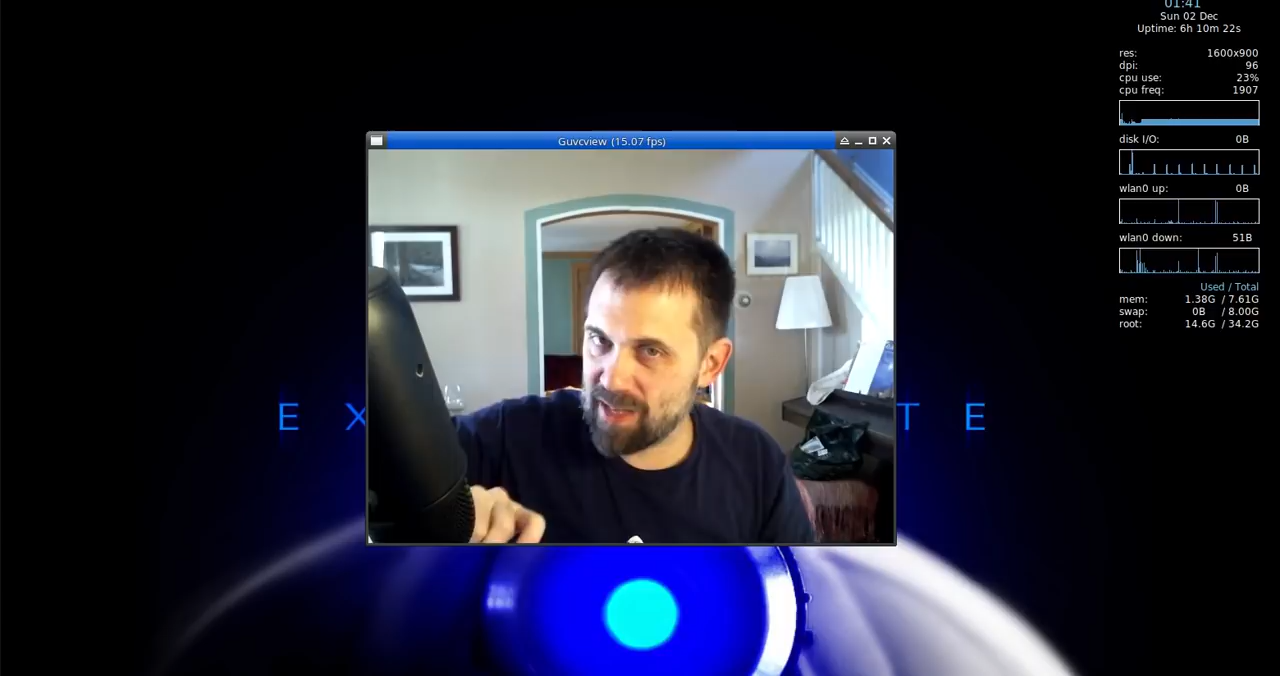 01:41
Sun 02 Dec
Uptime: 6h 10m 22s
res: 1600x900
dpi: 96
cpu use: 23%
cpu freq: 1907
disk I/O: 0B
wlan0 up: 0B
wlan0 down: 51B
Used / Total
mem: 1.38G / 7.61G
swap: 0B / 8.00G
root: 14.6G / 34.2G
Guvcview (15.07 fps)
E X T E